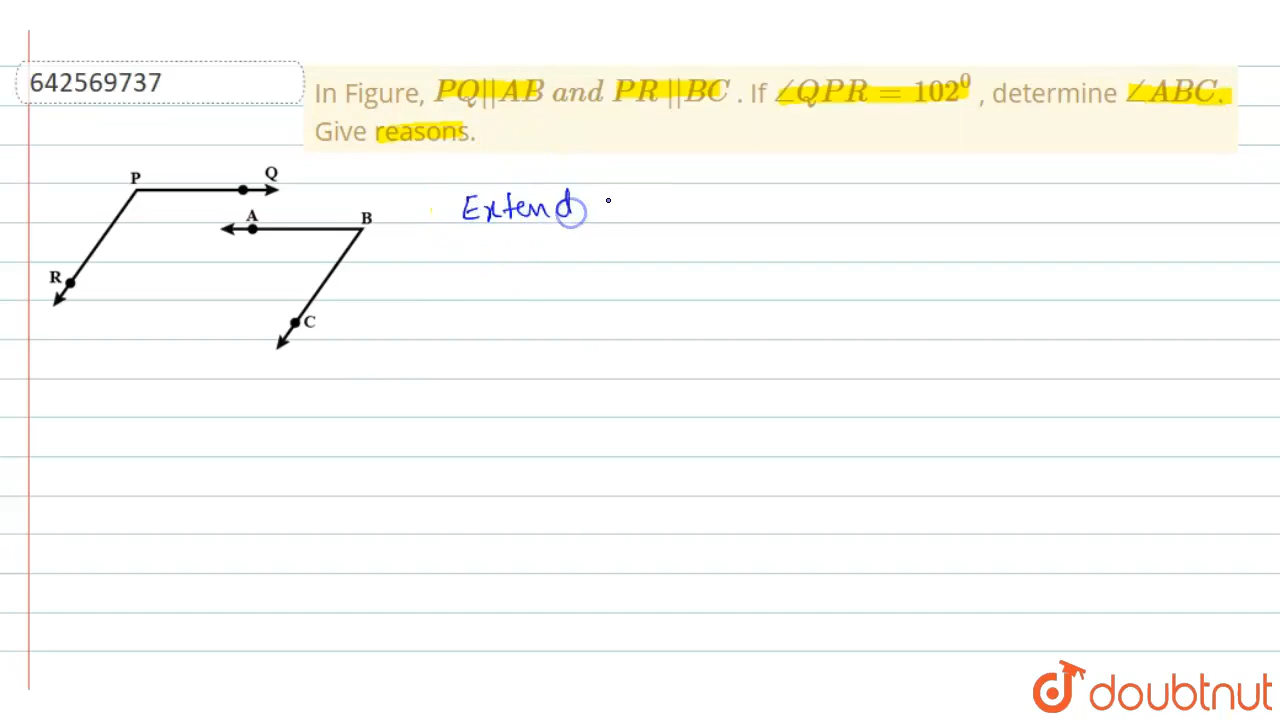 642569737
In Figure, PQ||AB and PR||BC . If ∠QPR = 102⁰ , determine ∠ABC.
Give reasons.
P
Q
A
B
R
C
Extend
doubtnut